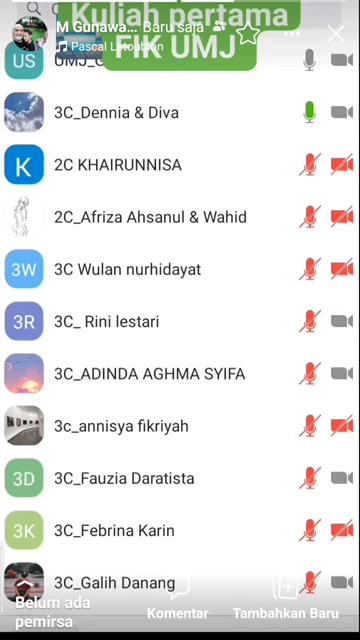 Kuliah pertama
FIK UMJ
M Gunawa... Baru saja
Pascal Letoublon
US UMJ_
3C_Dennia & Diva
K 2C KHAIRUNNISA
2C_Afriza Ahsanul & Wahid
3W 3C Wulan nurhidayat
3R 3C_ Rini lestari
3C_ADINDA AGHMA SYIFA
3c_annisya fikriyah
3D 3C_Fauzia Daratista
3K 3C_Febrina Karin
3C_Galih Danang
Belum ada
pemirsa
Komentar
Tambahkan Baru